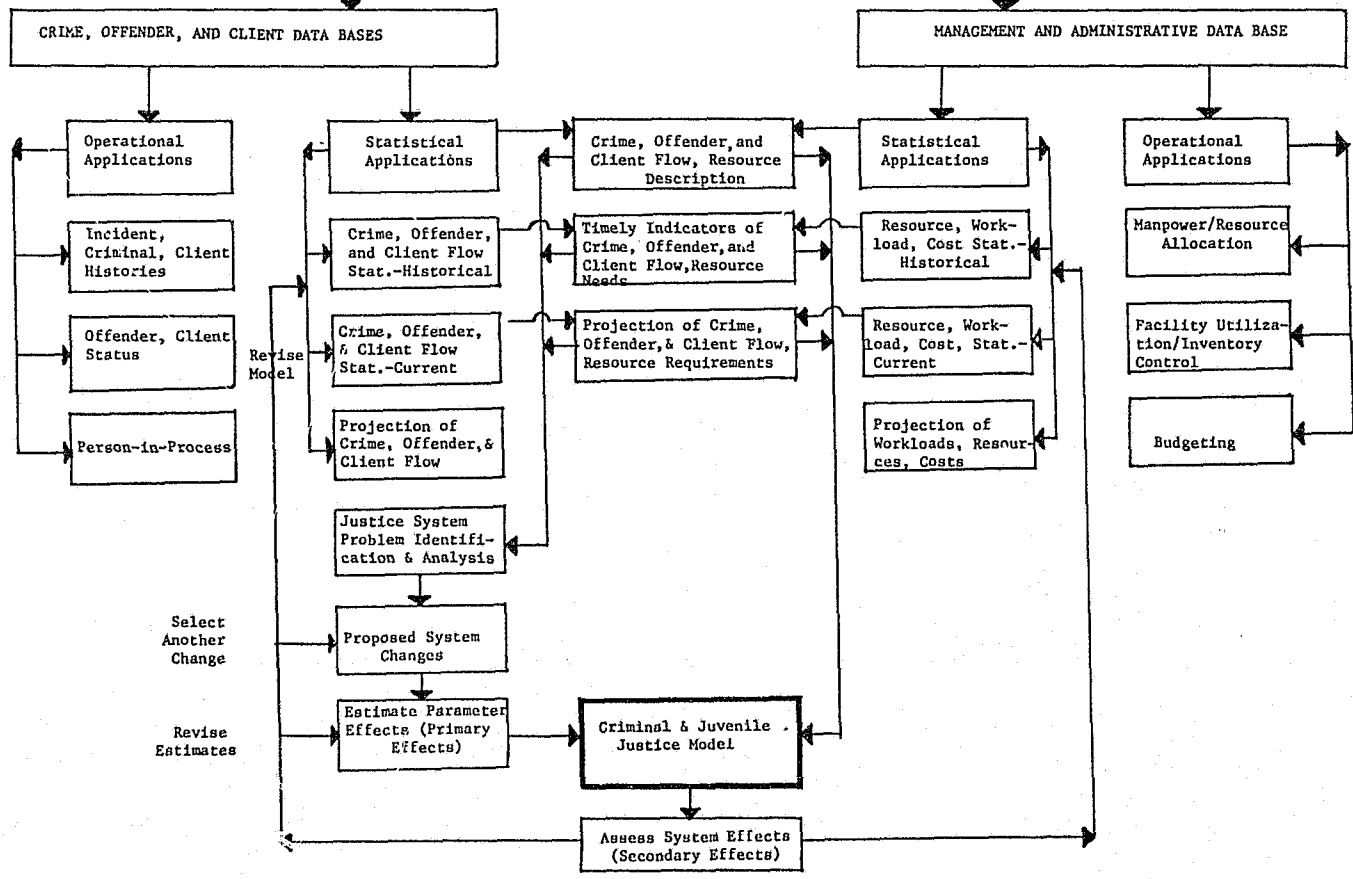 CRIME, OFFENDER, AND CLIENT DATA BASES
MANAGEMENT AND ADMINISTRATIVE DATA BASE
Operational
Applications
Statistical
Applications
Crime, Offender, and
Client Flow, Resource
Description
Statistical
Applications
Operational
Applications
Incident,
Criminal, Client
Histories
Crime, Offender,
and Client Flow
Stat.-Historical
Timely Indicators of
Crime, Offender, and
Client Flow, Resource
Needs
Resource, Work-
load, Cost Stat.-
Historical
Manpower/Resource
Allocation
Offender, Client
Status
Revise
Model
Crime, Offender,
& Client Flow
Stat.-Current
Projection of Crime,
Offender, & Client Flow,
Resource Requirements
Resource, Work-
load, Cost, Stat.-
Current
Facility Utiliza-
tion/Inventory
Control
Person-in-Process
Projection of
Crime, Offender, &
Client Flow
Projection of
Workloads, Resour-
ces, Costs
Budgeting
Justice System
Problem Identifi-
cation & Analysis
Select
Another
Change
Proposed System
Changes
Revise
Estimates
Estimate Parameter
Effects (Primary
Effects)
Criminal & Juvenile
Justice Model
Assess System Effects
(Secondary Effects)